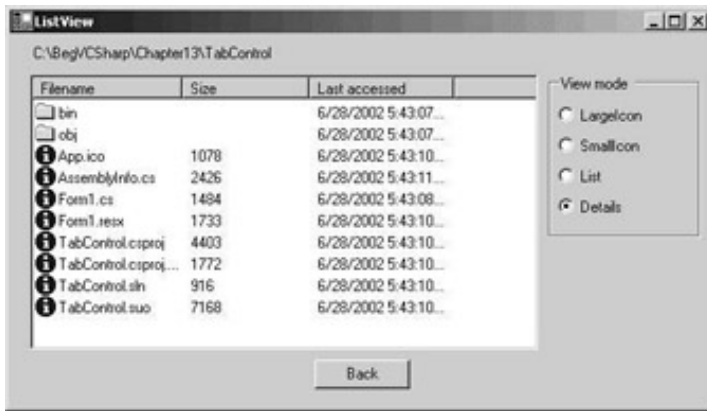 ListView
C:\BegVCSharp\Chapter13\TabControl
Filename Size Last accessed
bin 6/28/2002 5:43:07...
obj 6/28/2002 5:43:07...
App.ico 1078 6/28/2002 5:43:10...
AssemblyInfo.cs 2426 6/28/2002 5:43:11...
Form1.cs 1484 6/28/2002 5:43:08...
Form1.resx 1733 6/28/2002 5:43:10...
TabControl.csproj 4403 6/28/2002 5:43:10...
TabControl.csproj.... 1772 6/28/2002 5:43:10...
TabControl.sln 916 6/28/2002 5:43:10...
TabControl.suo 7168 6/28/2002 5:43:10...
View mode
LargeIcon
SmallIcon
List
Details
Back